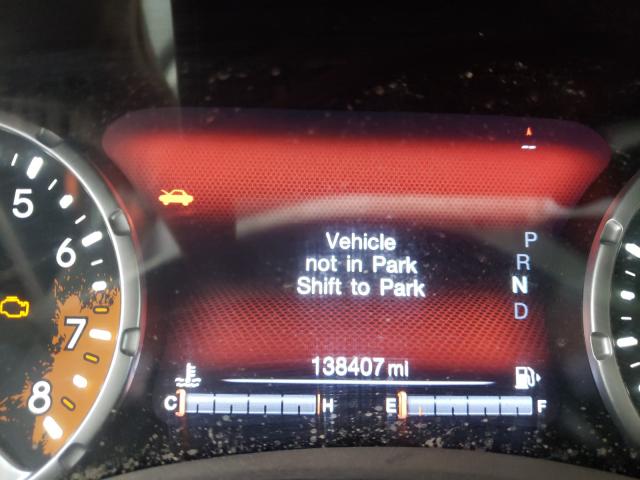 Vehicle
not in Park
Shift to Park
P
R
N
D
5
6
7
8
138407 mi
C H E F